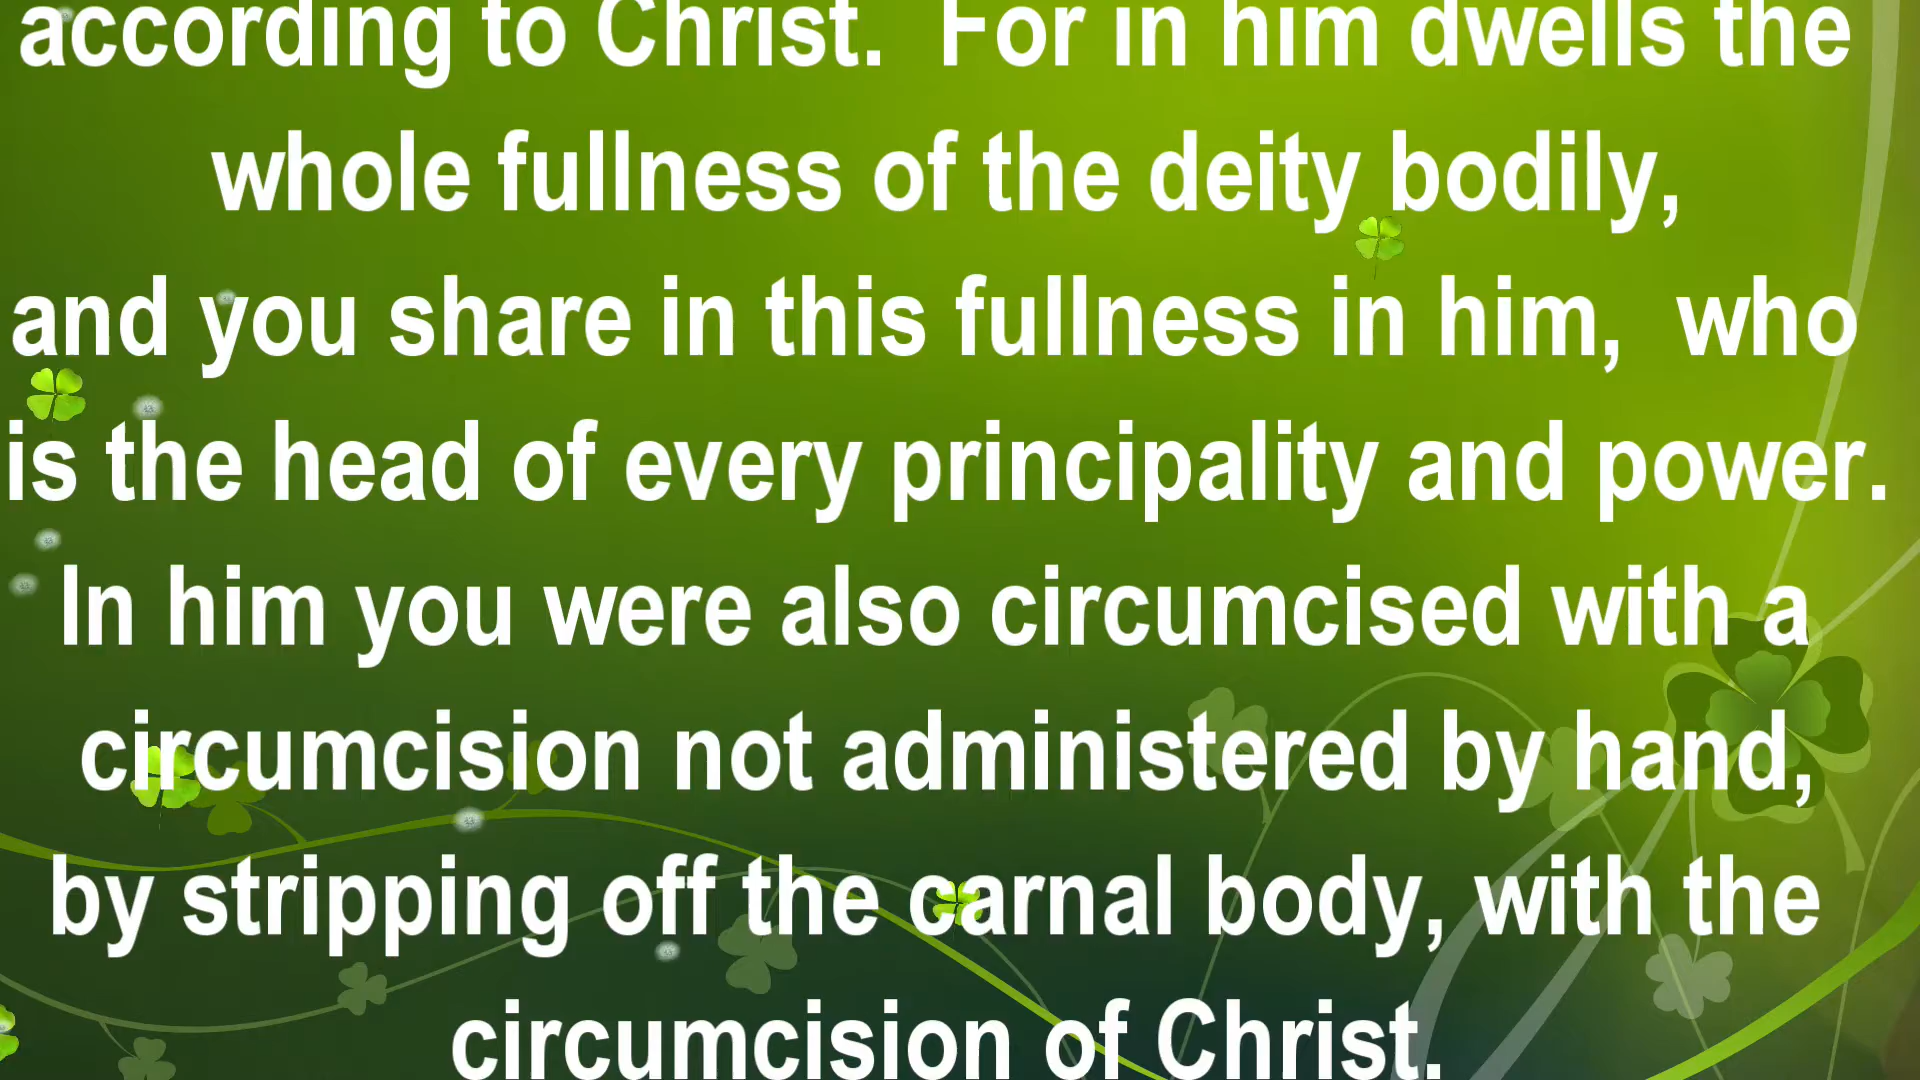 according to Christ. For in him dwells the
whole fullness of the deity bodily,
and you share in this fullness in him, who
is the head of every principality and power.
In him you were also circumcised with a
circumcision not administered by hand,
by stripping off the carnal body, with the
circumcision of Christ.